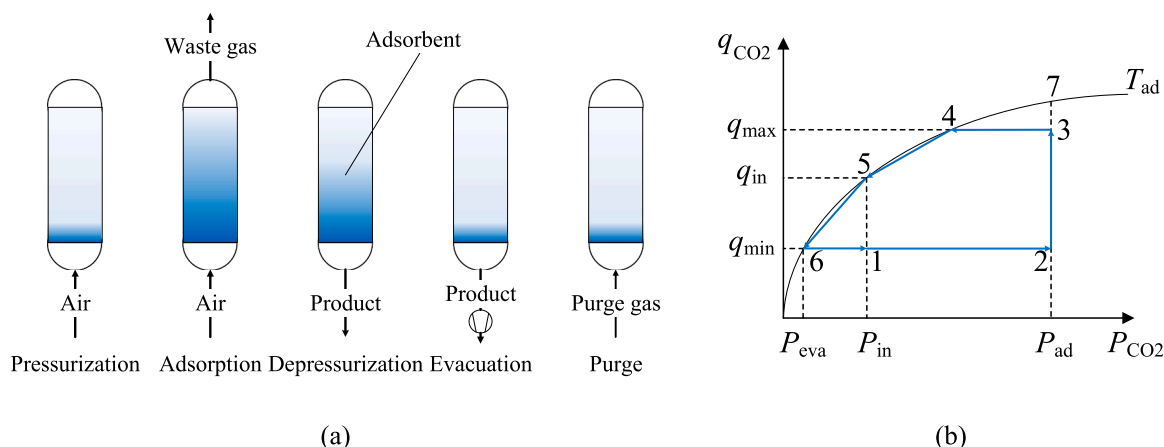 Waste gas
Adsorbent
Air
Air
Product
Product
Purge gas
Pressurization
Adsorption
Depressurization
Evacuation
Purge
(a)
qCO2
Tad
7
4
qmax
3
5
qin
qmin
6
1
2
Peva
Pin
Pad
PCO2
(b)